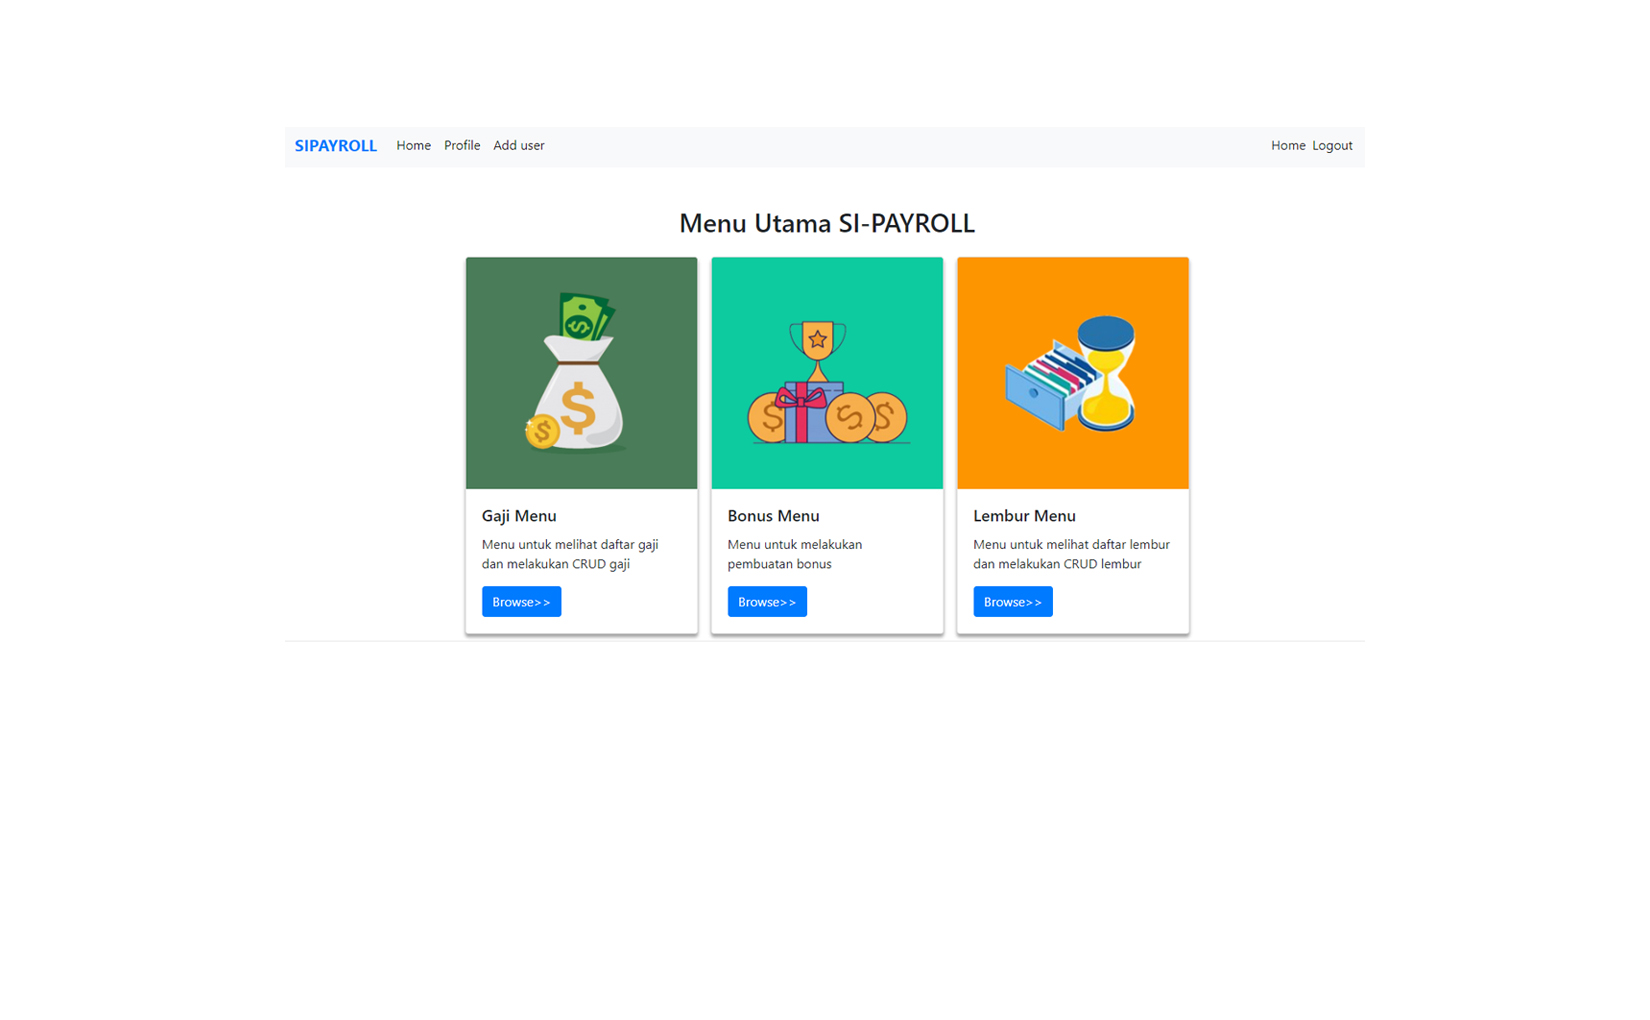 SIPAYROLL Home Profile Add user Home Logout
Menu Utama SI-PAYROLL
Gaji Menu
Menu untuk melihat daftar gaji
dan melakukan CRUD gaji
Browse>>
Bonus Menu
Menu untuk melakukan
pembuatan bonus
Browse>>
Lembur Menu
Menu untuk melihat daftar lembur
dan melakukan CRUD lembur
Browse>>